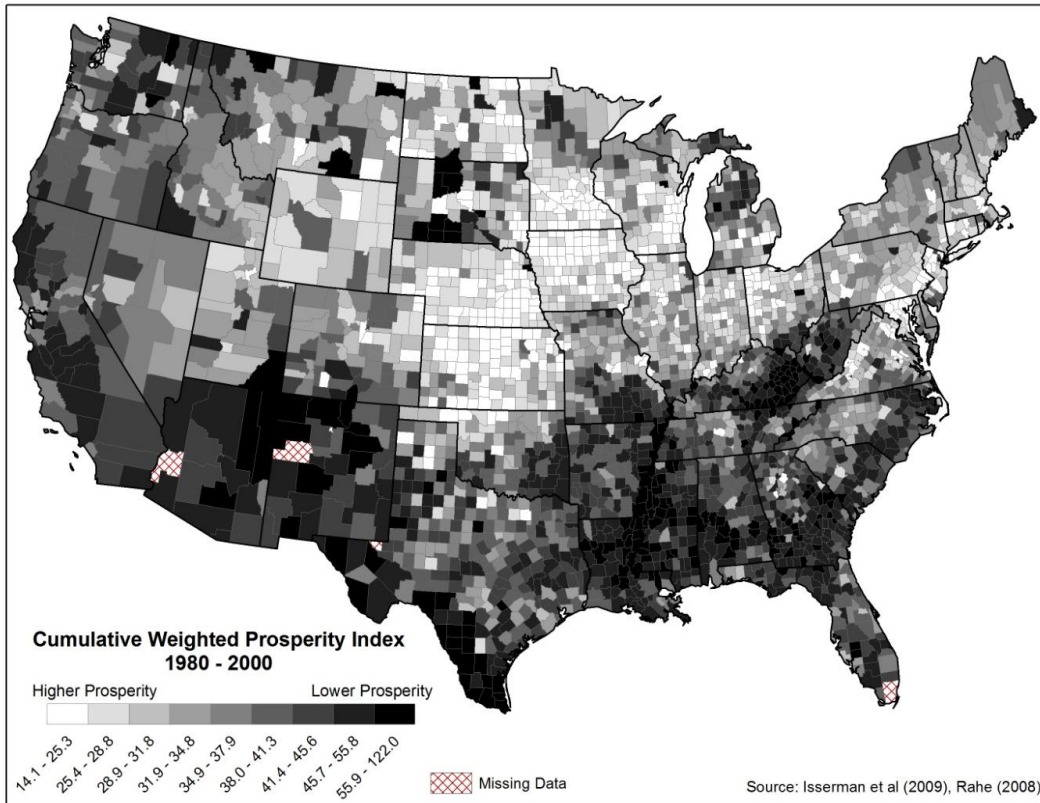 Cumulative Weighted Prosperity Index
1980 - 2000
Higher Prosperity Lower Prosperity
14.1 - 25.3
25.4 - 28.8
28.9 - 31.8
31.9 - 34.8
34.9 - 37.9
38.0 - 41.3
41.4 - 45.6
45.7 - 55.8
55.9 - 122.0
Missing Data
Source: Isserman et al (2009), Rahe (2008)